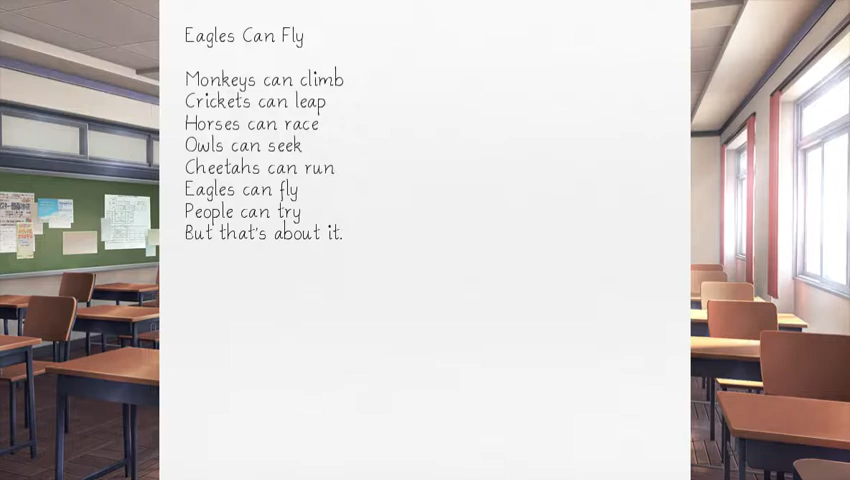 Eagles Can Fly
Monkeys can climb
Crickets can leap
Horses can race
Owls can seek
Cheetahs can run
Eagles can fly
People can try
But that's about it.